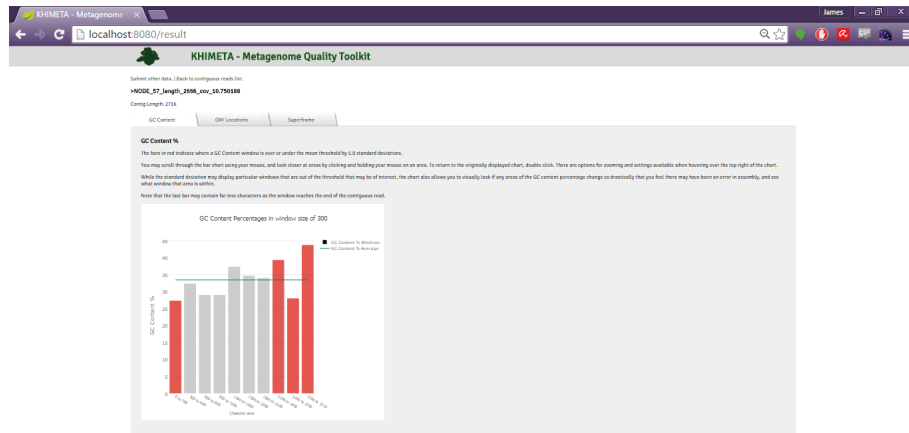 KHIMETA - Metagenome
James
localhost:8080/result
KHIMETA - Metagenome Quality Toolkit
Submit other data. | Back to contiguous reads list.
>NODE_57_length_2666_cov_10.750188
Contig Length: 2716
GC Content
ORF Locations
Superframe
GC Content %
The bars in red indicate where a GC Content window is over or under the mean threshold by 1.0 standard deviations.
You may scroll through the bar chart using your mouse, and look closer at areas by clicking and holding your mouse on an area. To return to the originally displayed chart, double click. There are options for zooming and settings available when hovering over the top right of the chart.
While the standard deviation may display particular windows that are out of the threshold that may be of interest, the chart also allows you to visually look if any areas of the GC content percentage change so drastically that you feel there may have been an error in assembly, and see
what window that area is within.
Note that the last bar may contain far less characters as the window reaches the end of the contiguous read.
GC Content Percentages in window size of 300
GC Content % Windows
GC Content % Average
45
40
35
30
25
20
15
10
5
0
GC Content %
Character area